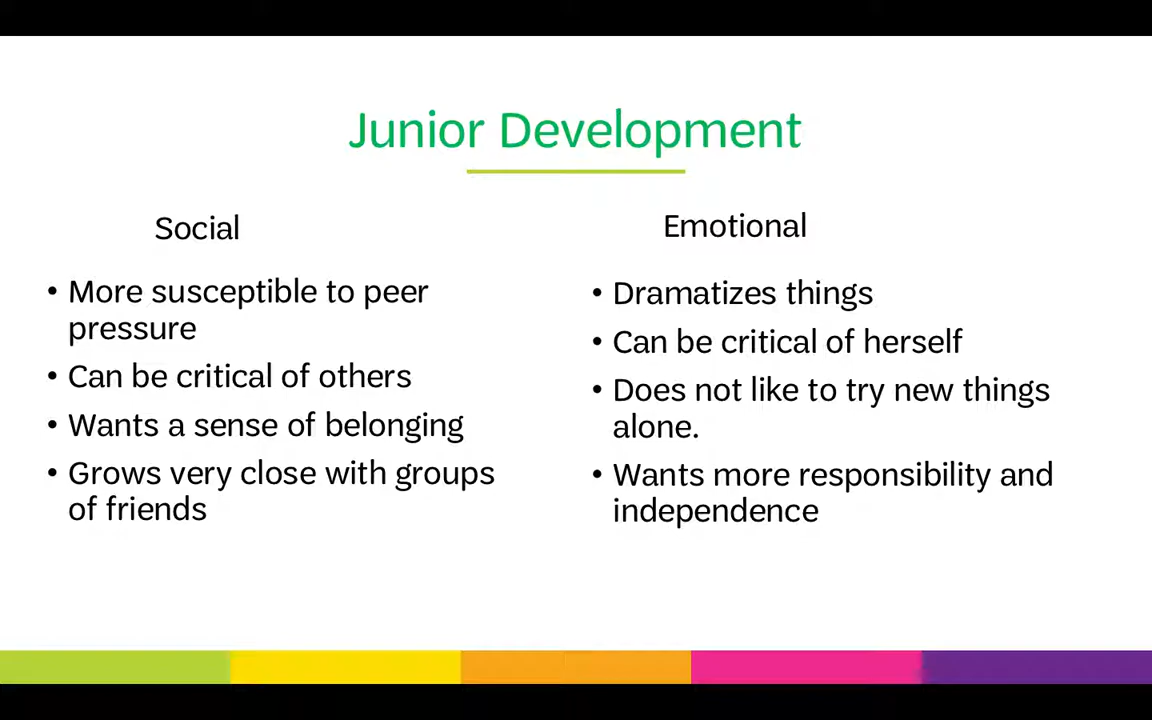 Junior Development
Social
• More susceptible to peer
pressure
• Can be critical of others
• Wants a sense of belonging
• Grows very close with groups
of friends
Emotional
• Dramatizes things
• Can be critical of herself
• Does not like to try new things
alone.
• Wants more responsibility and
independence